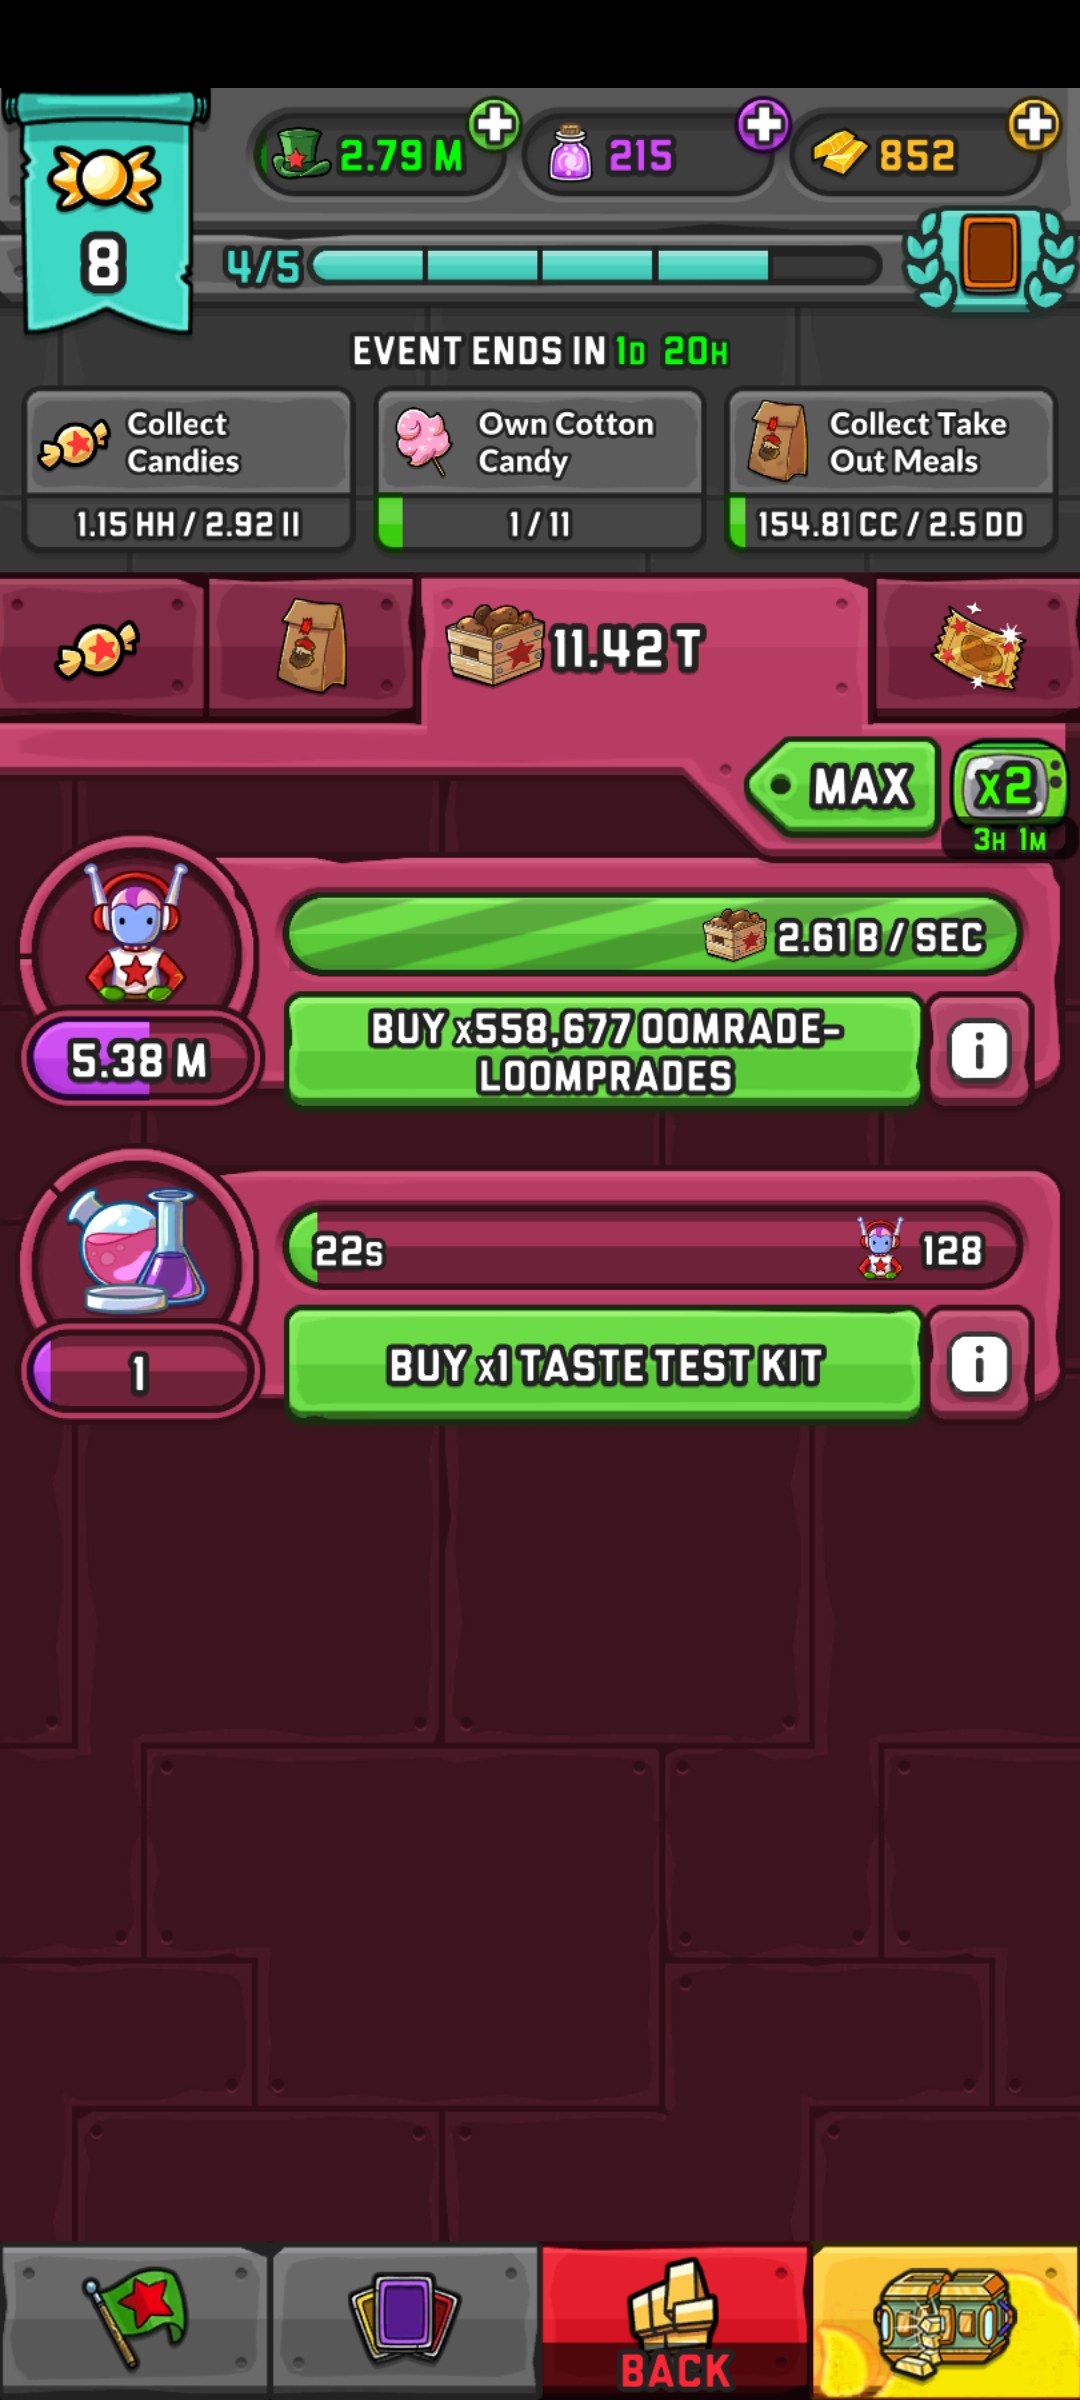 2.79 M
215
852
8
4/5
EVENT ENDS IN 1D 20H
Collect
Candies
1.15 HH / 2.92 II
Own Cotton
Candy
1 / 11
Collect Take
Out Meals
154.81 CC / 2.5 DD
11.42 T
MAX
x2
3H 1M
2.61 B / SEC
5.38 M
BUY x558,677 OOMRADE-
LOOMPRADES
i
22s
128
1
BUY x1 TASTE TEST KIT
i
BACK